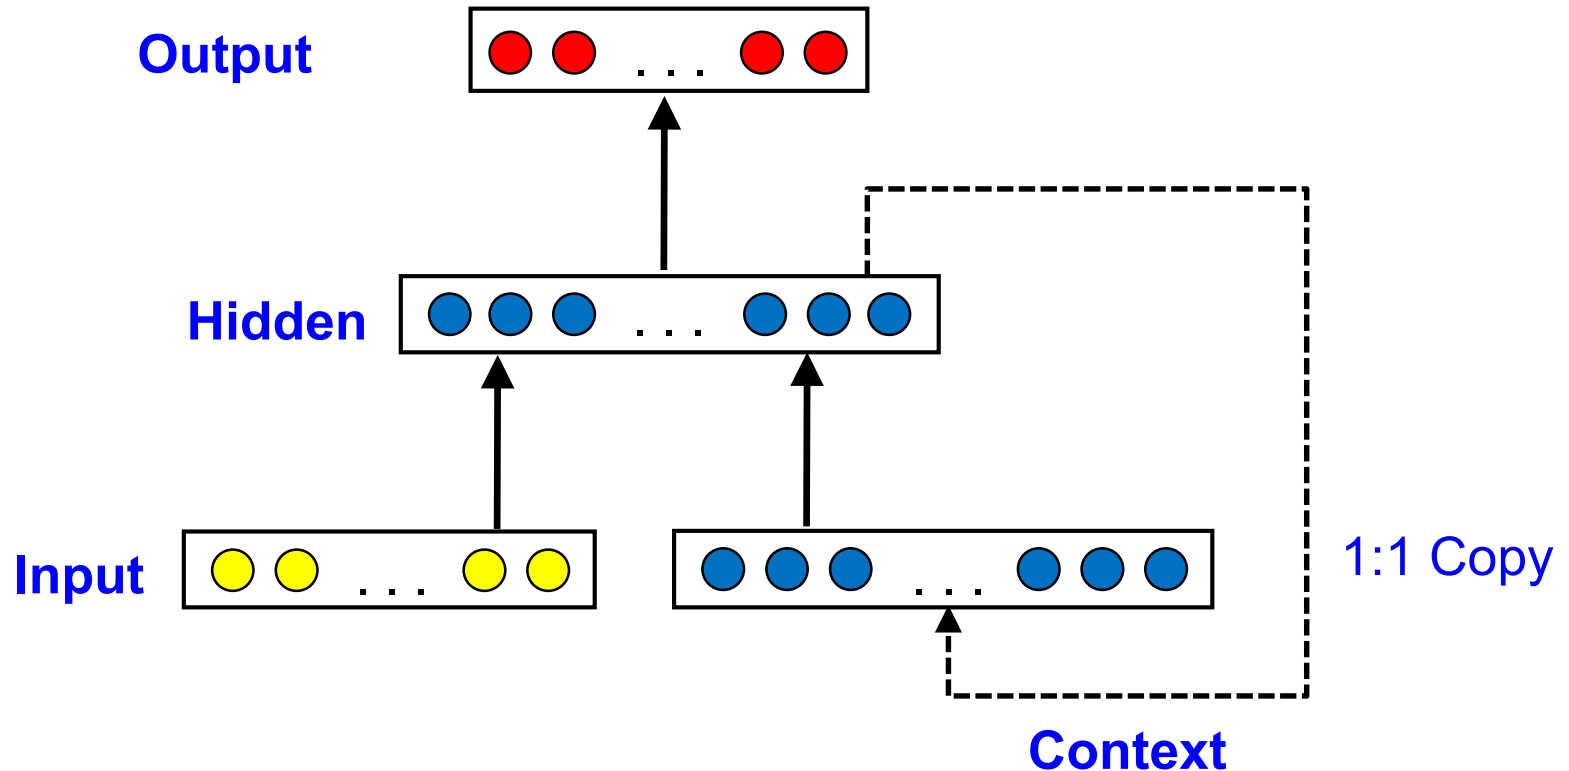 Output
. . .
Hidden
. . .
Input
. . .
. . .
1:1 Copy
Context